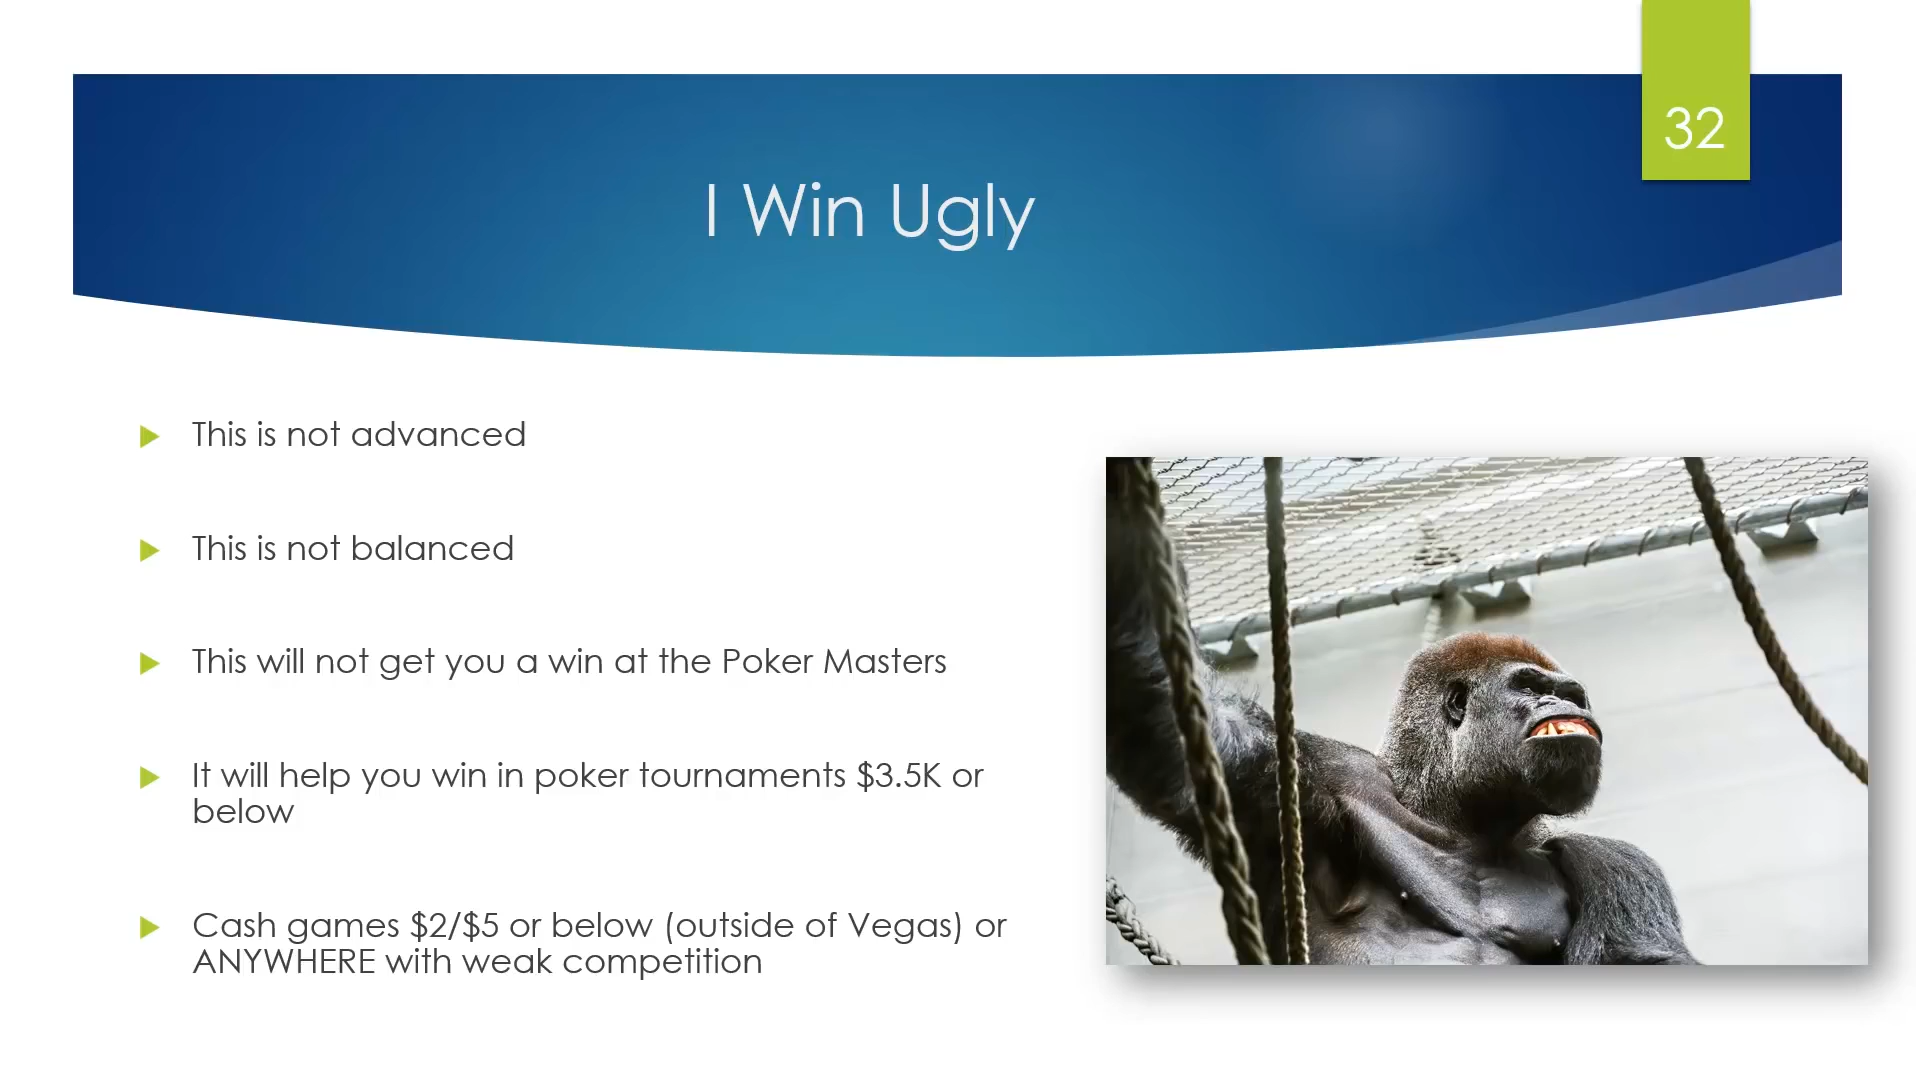 32
I Win Ugly
This is not advanced
This is not balanced
This will not get you a win at the Poker Masters
It will help you win in poker tournaments $3.5K or
below
Cash games $2/$5 or below (outside of Vegas) or
ANYWHERE with weak competition